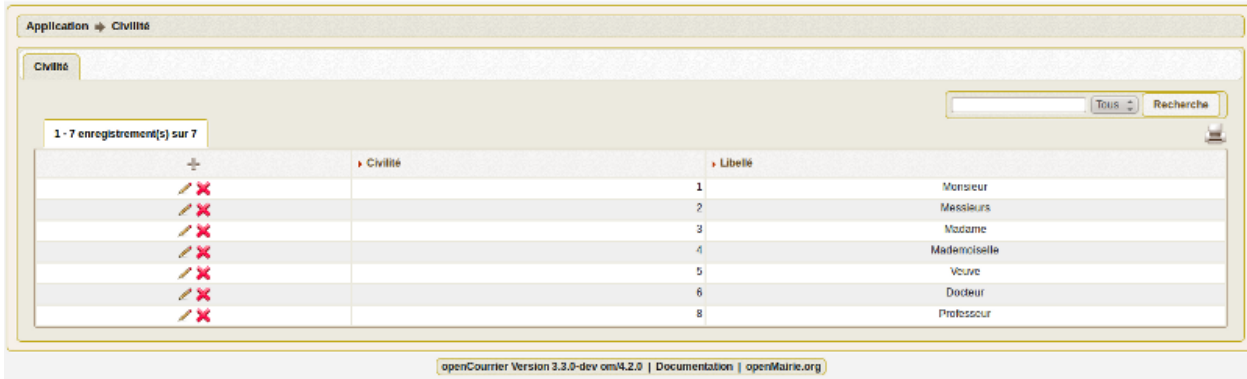 Application Civilité
Civilité
Tous Recherche
1 - 7 enregistrement(s) sur 7
Civilité Libellé
1 Monsieur
2 Messieurs
3 Madame
4 Mademoiselle
5 Veuve
6 Docteur
8 Professeur
openCourrier Version 3.3.0-dev om/4.2.0 | Documentation | openMairie.org